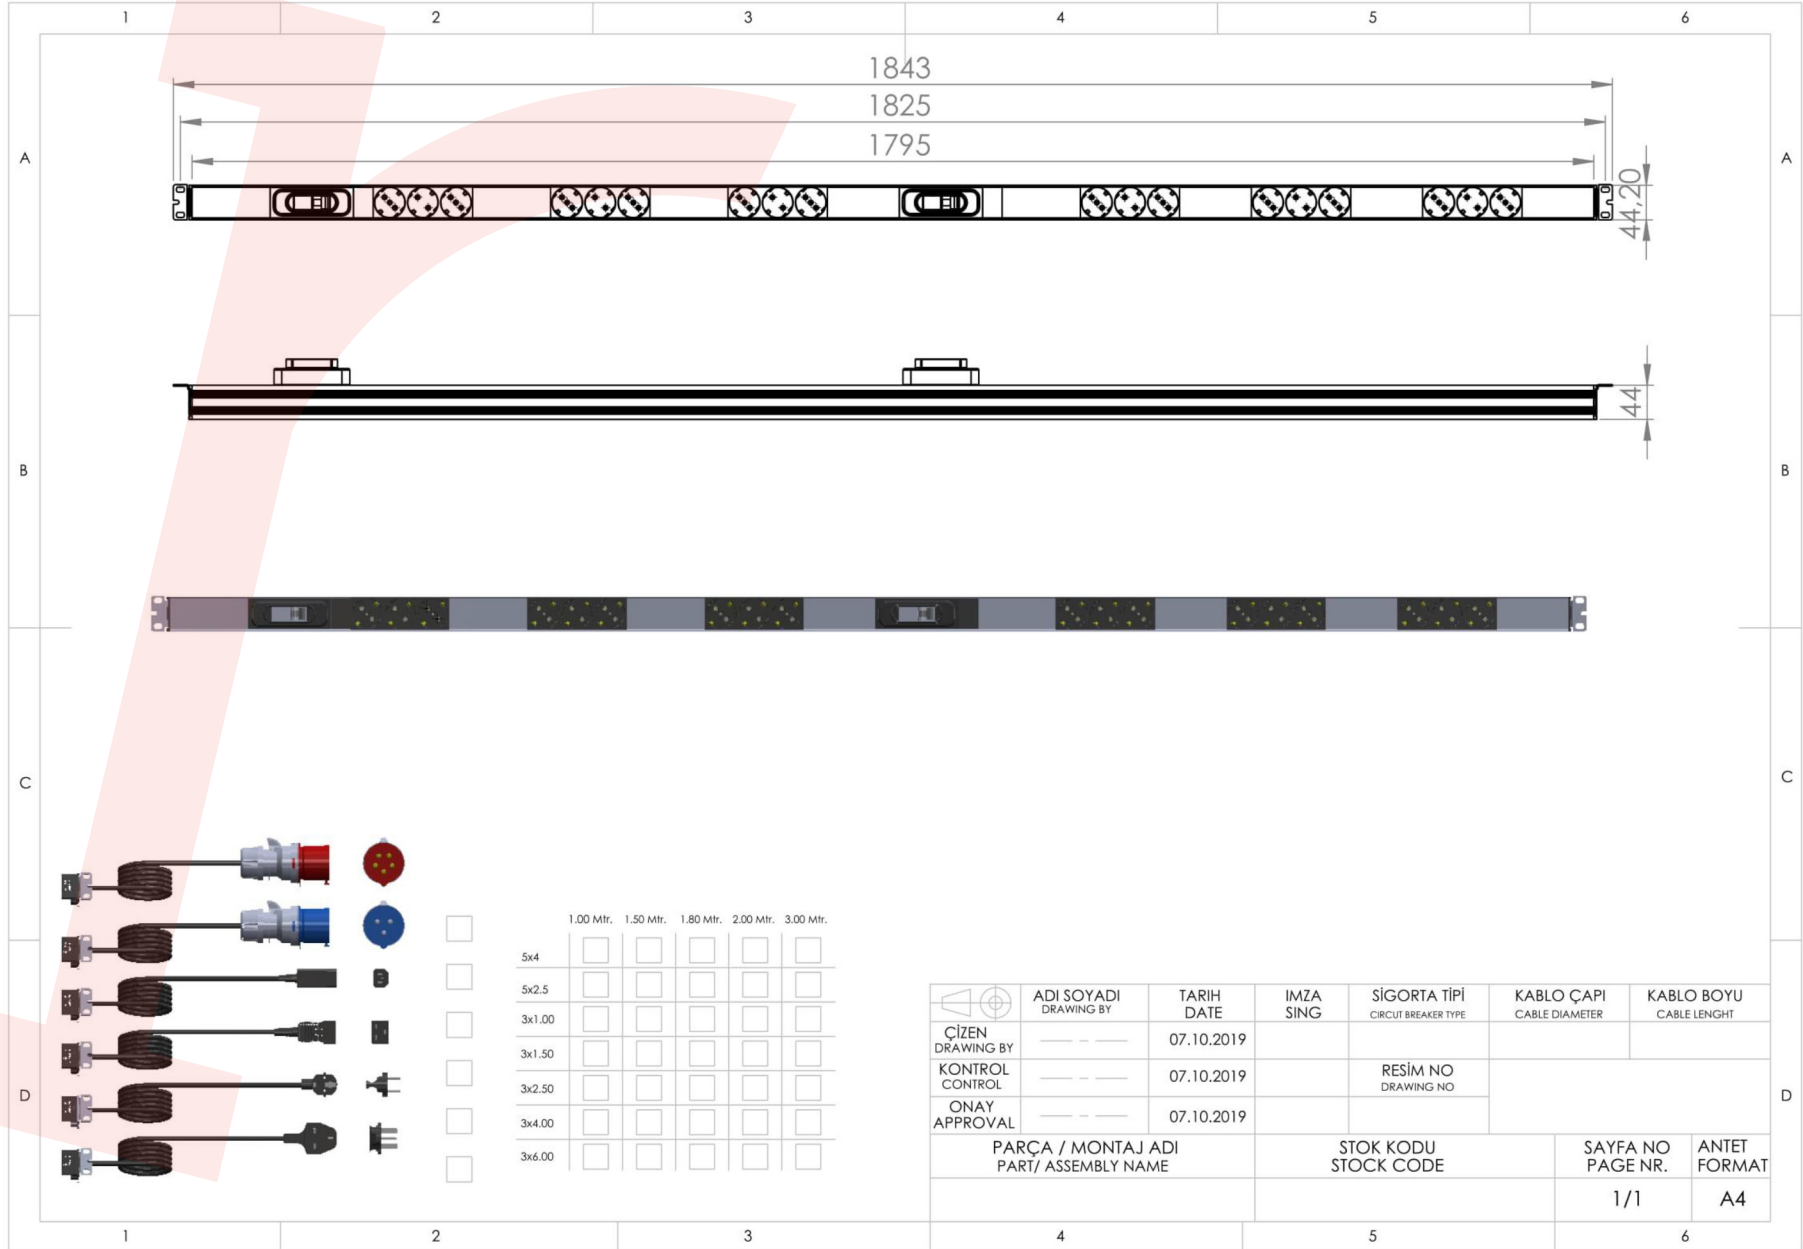 1 2 3 4 5 6
1843
1825
1795
A A
44,20
44
B B
C C
1.00 Mtr. 1.50 Mtr. 1.80 Mtr. 2.00 Mtr. 3.00 Mtr.
5x4
5x2.5
3x1.00
3x1.50
3x2.50
3x4.00
3x6.00
D D
ADI SOYADI TARIH IMZA SİGORTA TİPİ KABLO ÇAPI KABLO BOYU
DRAWING BY DATE SING CIRCUT BREAKER TYPE CABLE DIAMETER CABLE LENGHT
ÇİZEN
DRAWING BY 07.10.2019
KONTROL
CONTROL 07.10.2019 RESİM NO
DRAWING NO
ONAY
APPROVAL 07.10.2019
PARÇA / MONTAJ ADI STOK KODU SAYFA NO ANTET
PART/ ASSEMBLY NAME STOCK CODE PAGE NR. FORMAT
1/1 A4
1 2 3 4 5 6